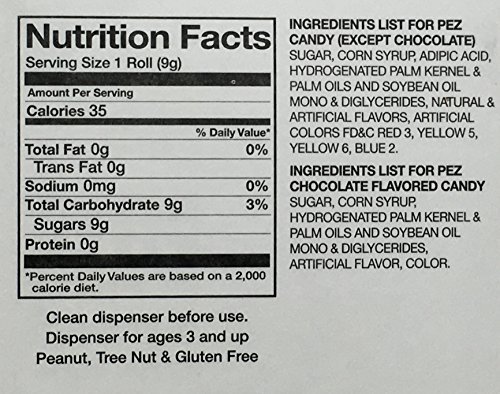 Nutrition Facts
Serving Size 1 Roll (9g)
Amount Per Serving
Calories 35
% Daily Value*
Total Fat 0g 0%
Trans Fat 0g
Sodium 0mg 0%
Total Carbohydrate 9g 3%
Sugars 9g
Protein 0g
*Percent Daily Values are based on a 2,000
calorie diet.
Clean dispenser before use.
Dispenser for ages 3 and up
Peanut, Tree Nut & Gluten Free
INGREDIENTS LIST FOR PEZ
CANDY (EXCEPT CHOCOLATE)
SUGAR, CORN SYRUP, ADIPIC ACID,
HYDROGENATED PALM KERNEL &
PALM OILS AND SOYBEAN OIL
MONO & DIGLYCERIDES, NATURAL &
ARTIFICIAL FLAVORS, ARTIFICIAL
COLORS FD&C RED 3, YELLOW 5,
YELLOW 6, BLUE 2.
INGREDIENTS LIST FOR PEZ
CHOCOLATE FLAVORED CANDY
SUGAR, CORN SYRUP,
HYDROGENATED PALM KERNEL &
PALM OILS AND SOYBEAN OIL
MONO & DIGLYCERIDES,
ARTIFICIAL FLAVOR, COLOR.